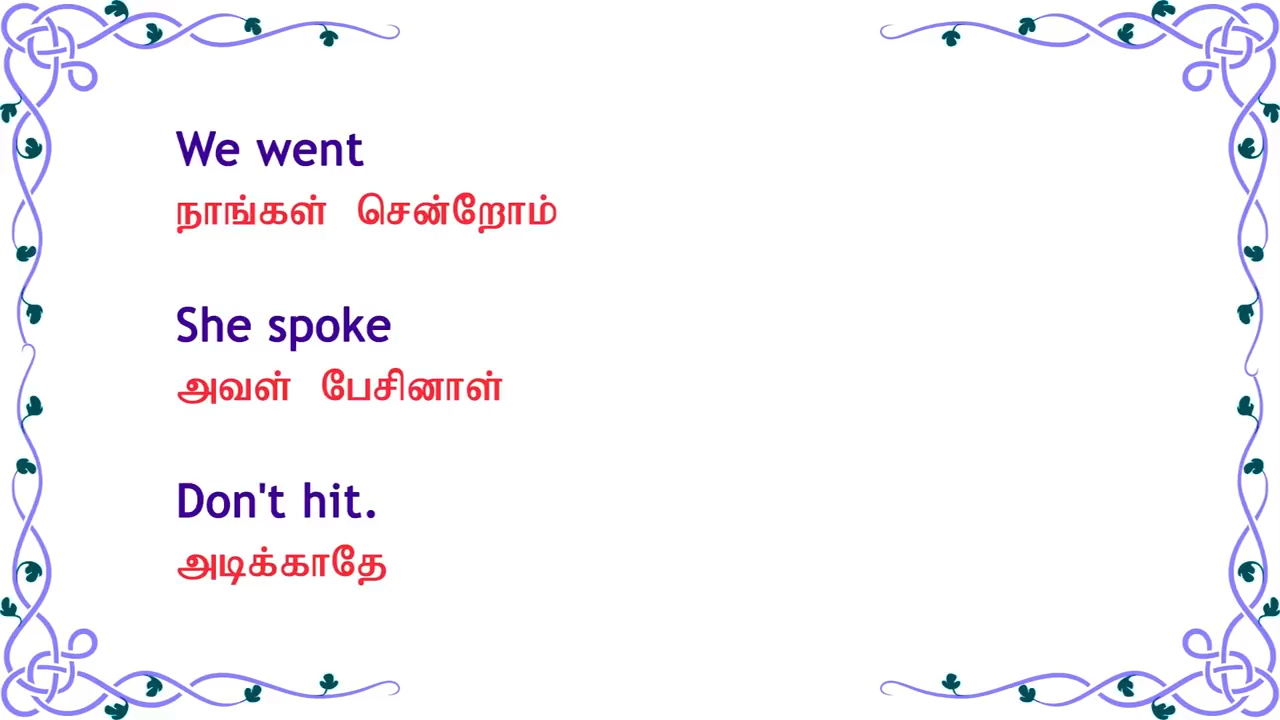 We went
நாங்கள் சென்றோம்
She spoke
அவள் பேசினாள்
Don't hit.
அடிக்காதே